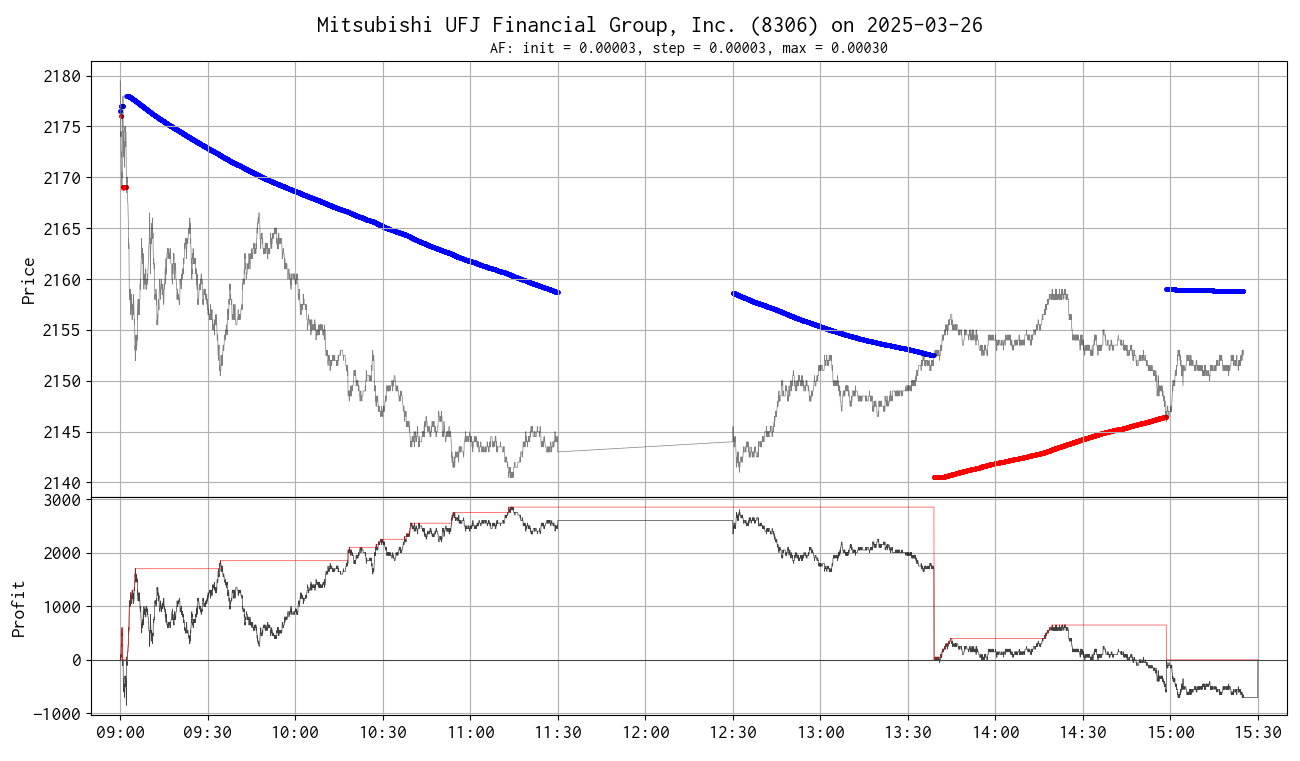 Mitsubishi UFJ Financial Group, Inc. (8306) on 2025-03-26
AF: init = 0.00003, step = 0.00003, max = 0.00030
Price
2180
2175
2170
2165
2160
2155
2150
2145
2140
Profit
3000
2000
1000
0
-1000
09:00 09:30 10:00 10:30 11:00 11:30 12:00 12:30 13:00 13:30 14:00 14:30 15:00 15:30